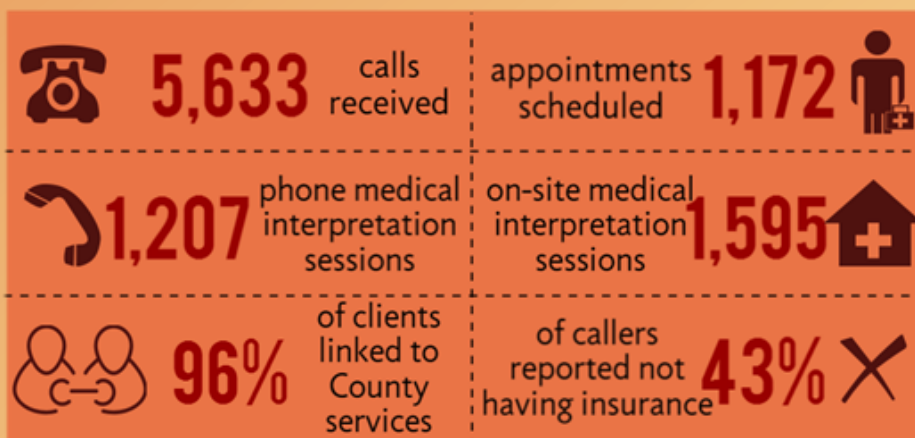 5,633
calls
received
appointments
scheduled
1,172
1,207
phone medical
interpretation
sessions
on-site medical
interpretation
sessions
1,595
96%
of clients
linked to
County
services
of callers
reported not
having insurance
43%